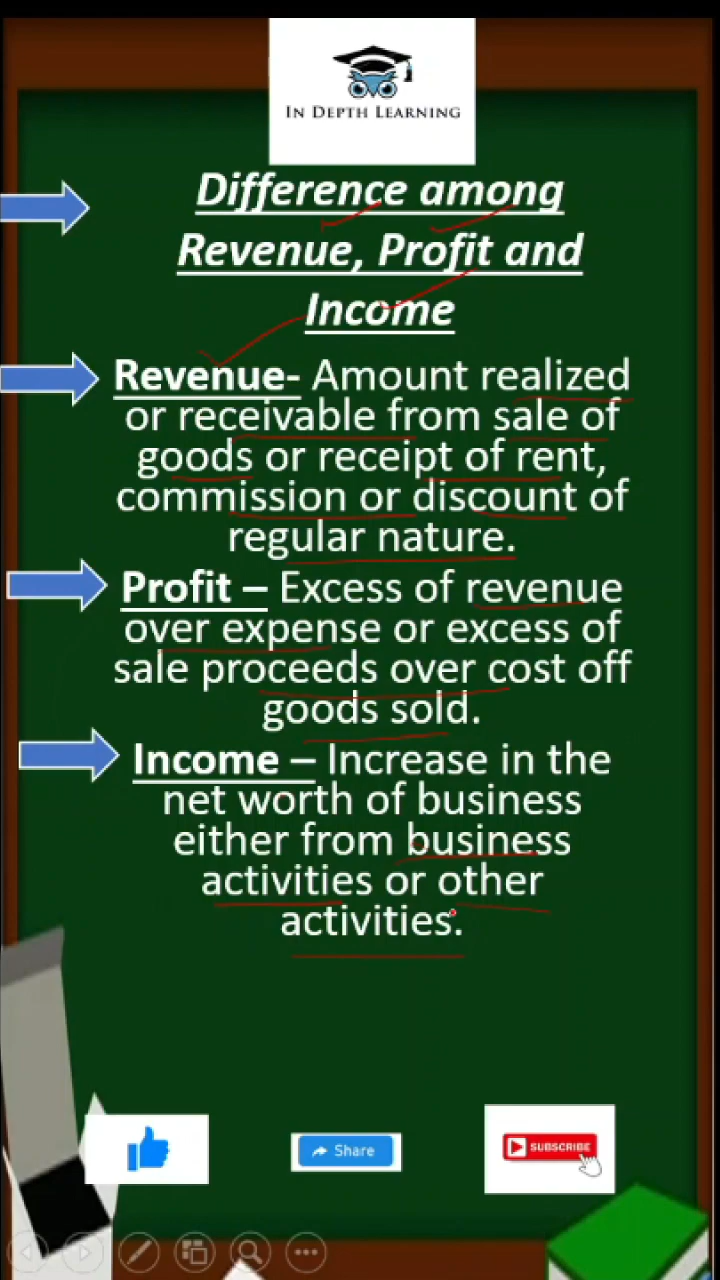 IN DEPTH LEARNING
Difference among
Revenue, Profit and
Income
Revenue- Amount realized
or receivable from sale of
goods or receipt of rent,
commission or discount of
regular nature.
Profit – Excess of revenue
over expense or excess of
sale proceeds over cost off
goods sold.
Income – Increase in the
net worth of business
either from business
activities or other
activities.
Share
SUBSCRIBE